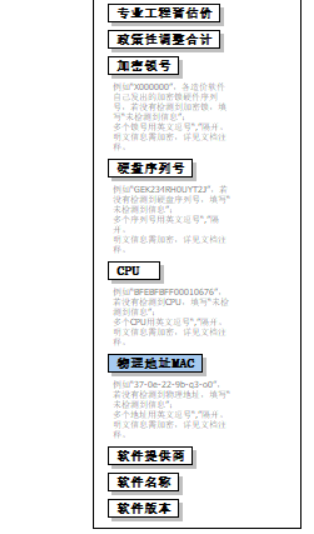 专业工程暂估价
政策性调整合计
加密锁号
例如"X000000"，各造价软件
自己发出的加密锁硬件序列
号，若没有检测到加密锁，填
写"未检测到信息"；
多个锁号用英文逗号","隔开。
明文信息需加密，详见文档注
释。
硬盘序列号
例如"GEK234RH0UYT2J"，若
没有检测到硬盘序列号，填写"
未检测到信息"；
多个序列号用英文逗号","隔
开。
明文信息需加密，详见文档注
释。
CPU
例如"BFEBFBFF00010676"，
若没有检测到CPU，填写"未检
测到信息"；
多个CPU用英文逗号","隔开。
明文信息需加密，详见文档注
释。
物理地址MAC
例如"37-0e-22-9b-q3-o0"，
若没有检测到物理地址，填写"
未检测到信息"；
多个地址用英文逗号","隔开。
明文信息需加密，详见文档注
释。
软件提供商
软件名称
软件版本